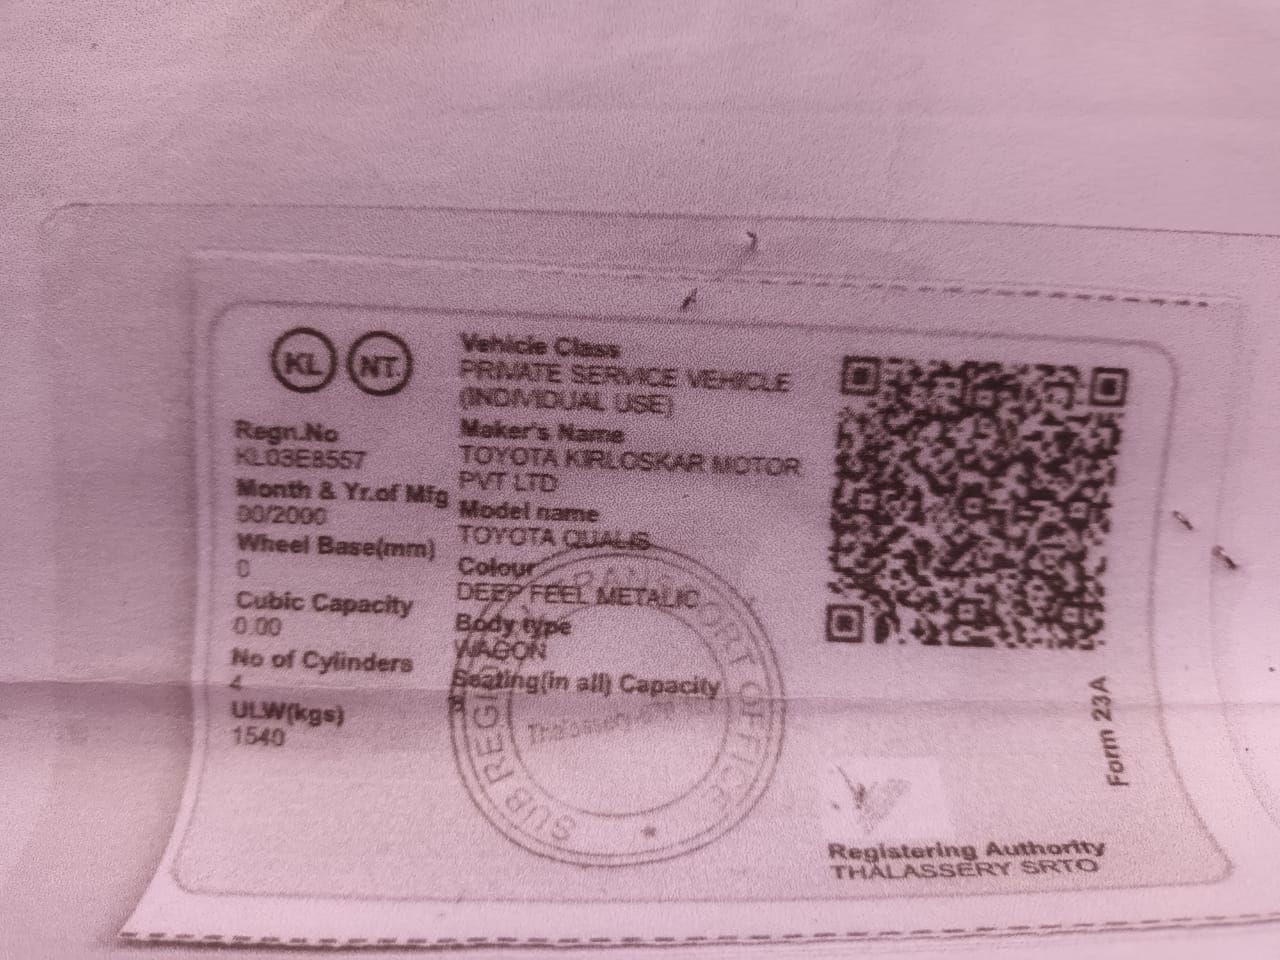 KL NT
Vehicle Class
PRIVATE SERVICE VEHICLE
(INDIVIDUAL USE)
Regn.No
KL03E8557
Maker's Name
TOYOTA KIRLOSKAR MOTOR
PVT LTD
Month & Yr.of Mfg
00/2000
Model name
TOYOTA QUALIS
Wheel Base(mm)
0
Colour
DEEP FEEL METALIC
Cubic Capacity
0.00
Body type
WAGON
No of Cylinders
4
Seating(in all) Capacity
ULW(kgs)
1540
SUB REGIONAL TRANSPORT OFFICE
Thalassery
Form 23A
Registering Authority
THALASSERY SRTO